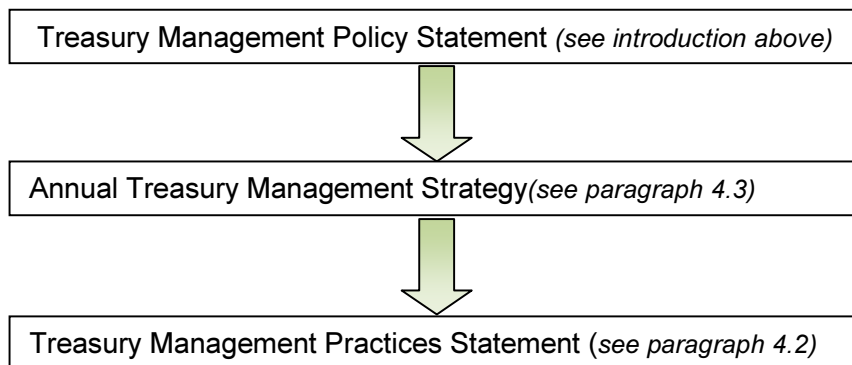 Treasury Management Policy Statement (see introduction above)
Annual Treasury Management Strategy(see paragraph 4.3)
Treasury Management Practices Statement (see paragraph 4.2)